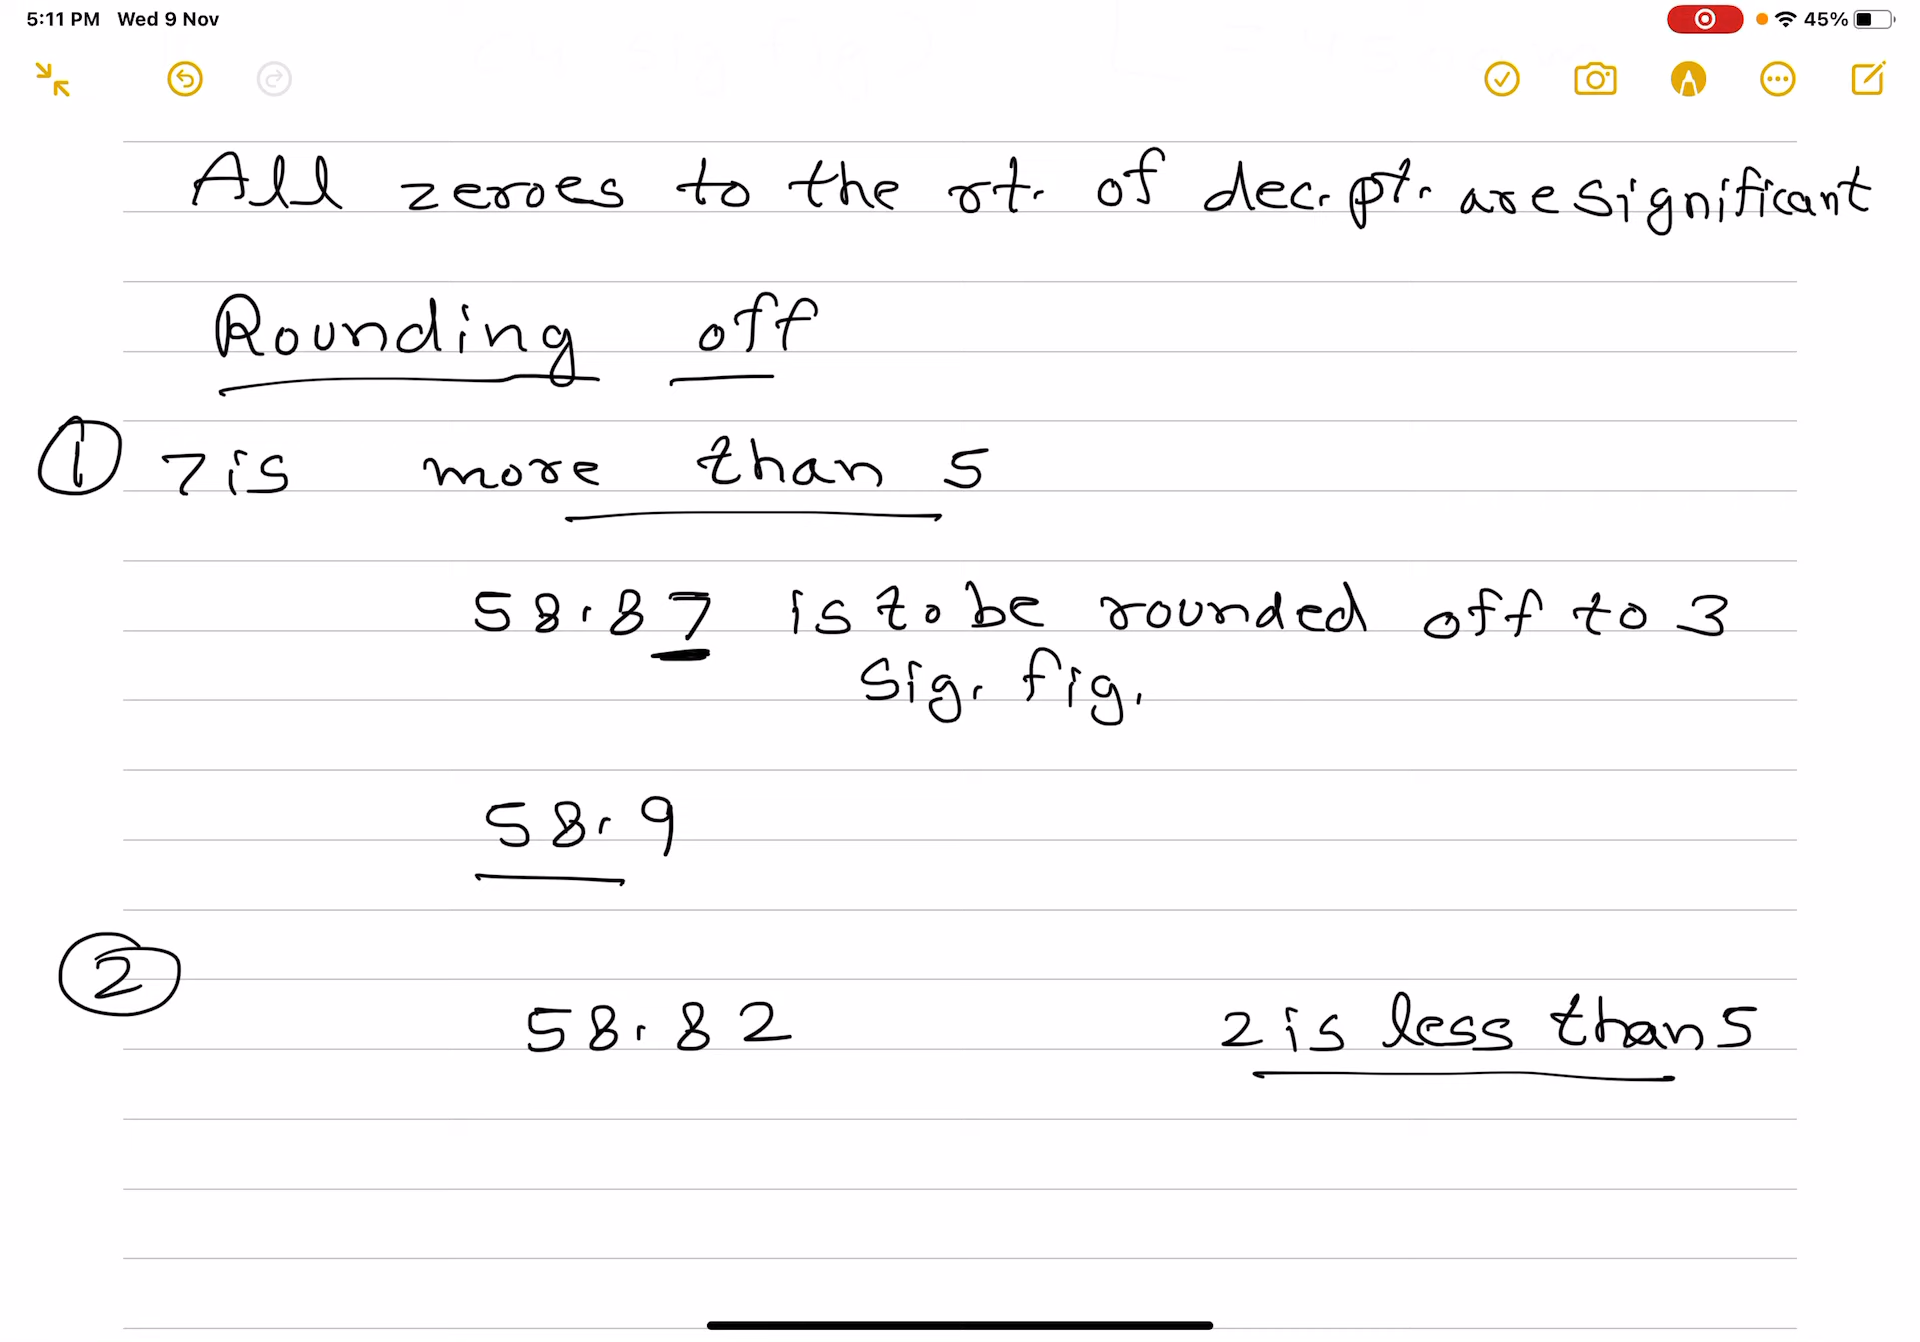 5:11 PM Wed 9 Nov 45%
All zeroes to the rt. of dec. pt. are significant
Rounding off
① 7 is more than 5
58.87 is to be rounded off to 3
Sig. fig.
58.9
②
58.82 2 is less than 5